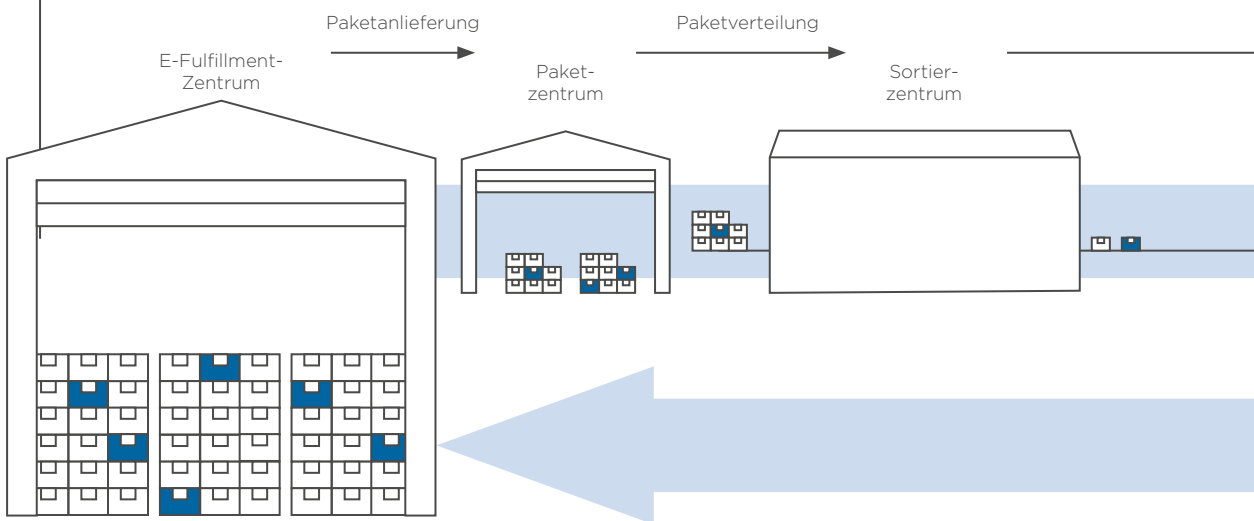 Paketanlieferung
Paketverteilung
E-Fulfillment-
Zentrum
Paket-
zentrum
Sortier-
zentrum